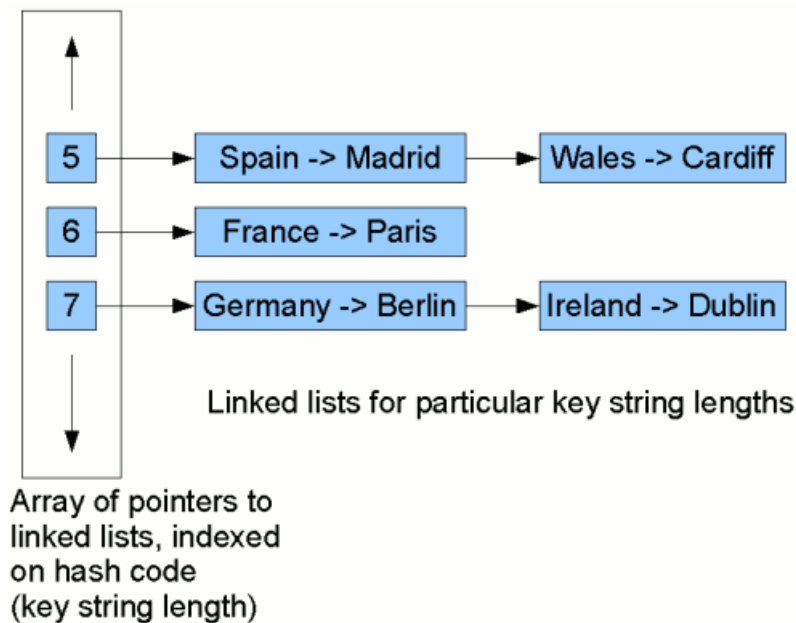 5
Spain -> Madrid
Wales -> Cardiff
6
France -> Paris
7
Germany -> Berlin
Ireland -> Dublin
Linked lists for particular key string lengths
Array of pointers to
linked lists, indexed
on hash code
(key string length)